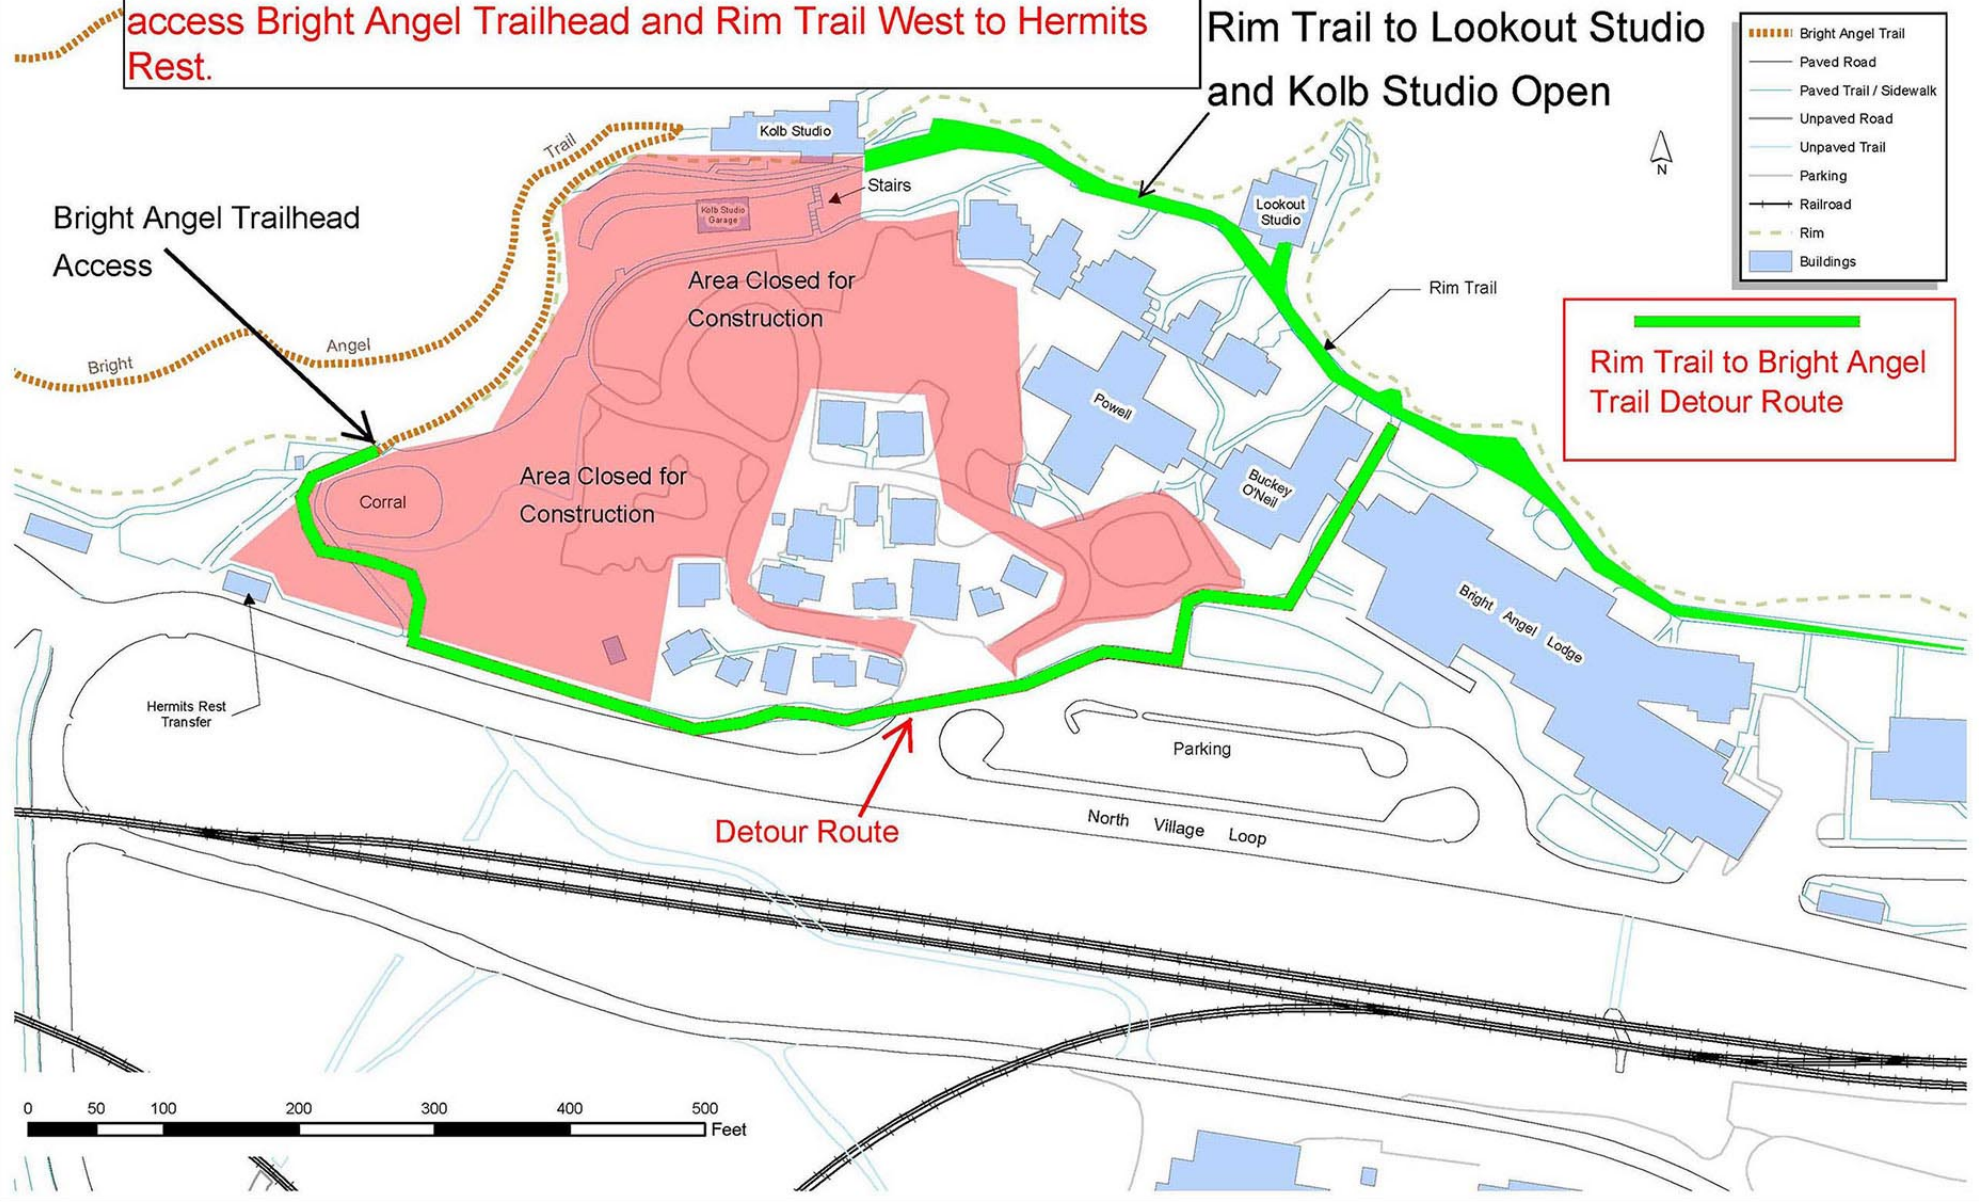 access Bright Angel Trailhead and Rim Trail West to Hermits
Rest.
Rim Trail to Lookout Studio
and Kolb Studio Open
Bright Angel Trail
Paved Road
Paved Trail / Sidewalk
Unpaved Road
Unpaved Trail
Parking
Railroad
Rim
Buildings
N
Kolb Studio
Trail
Stairs
Kolb Studio
Garage
Lookout
Studio
Bright Angel Trailhead
Access
Area Closed for
Construction
Rim Trail
Rim Trail to Bright Angel
Trail Detour Route
Angel
Bright
Powell
Buckey
O'Neil
Area Closed for
Construction
Corral
Bright Angel Lodge
Hermits Rest
Transfer
Parking
Detour Route
North Village Loop
0 50 100 200 300 400 500
Feet